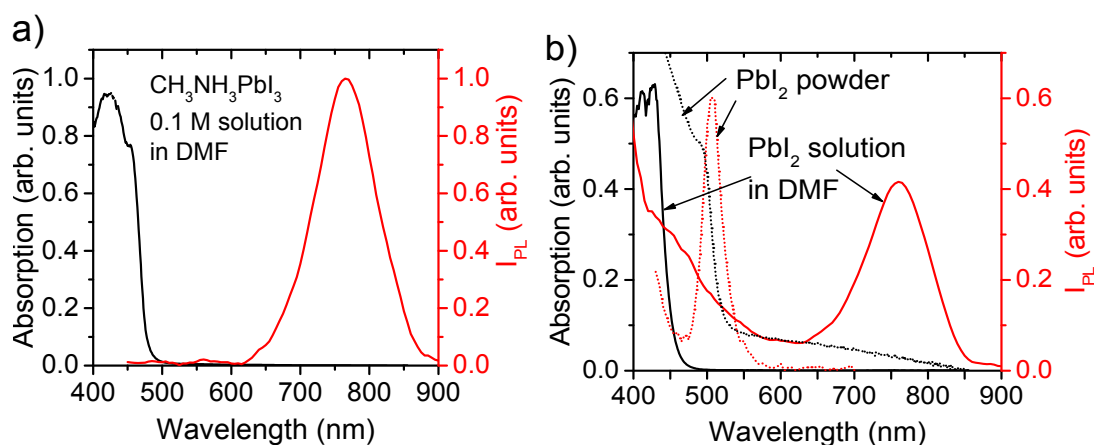 a)
CH₃NH₃PbI₃
0.1 M solution
in DMF
Absorption (arb. units)
1.0
0.8
0.6
0.4
0.2
0.0
1.0
0.8
0.6
0.4
0.2
0.0
I_PL (arb. units)
400 500 600 700 800 900
Wavelength (nm)
b)
PbI₂ powder
PbI₂ solution
in DMF
Absorption (arb. units)
0.6
0.4
0.2
0.0
0.6
0.4
0.2
0.0
I_PL (arb. units)
400 500 600 700 800 900
Wavelength (nm)